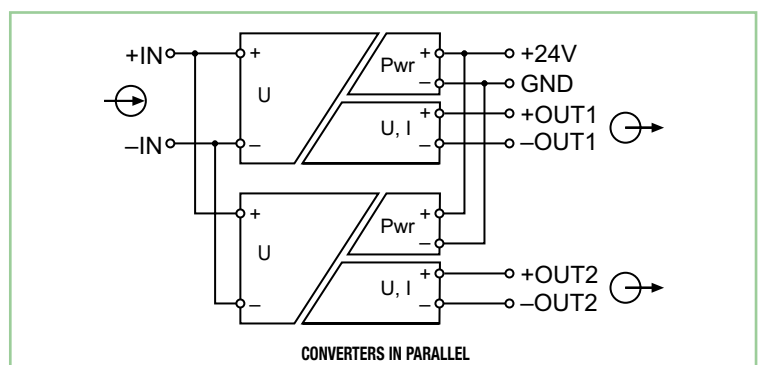 +IN
–IN
+
U
–
Pwr
+
–
U, I
+
–
+24V
GND
+OUT1
–OUT1
+
U
–
Pwr
+
–
U, I
+
–
+OUT2
–OUT2
CONVERTERS IN PARALLEL